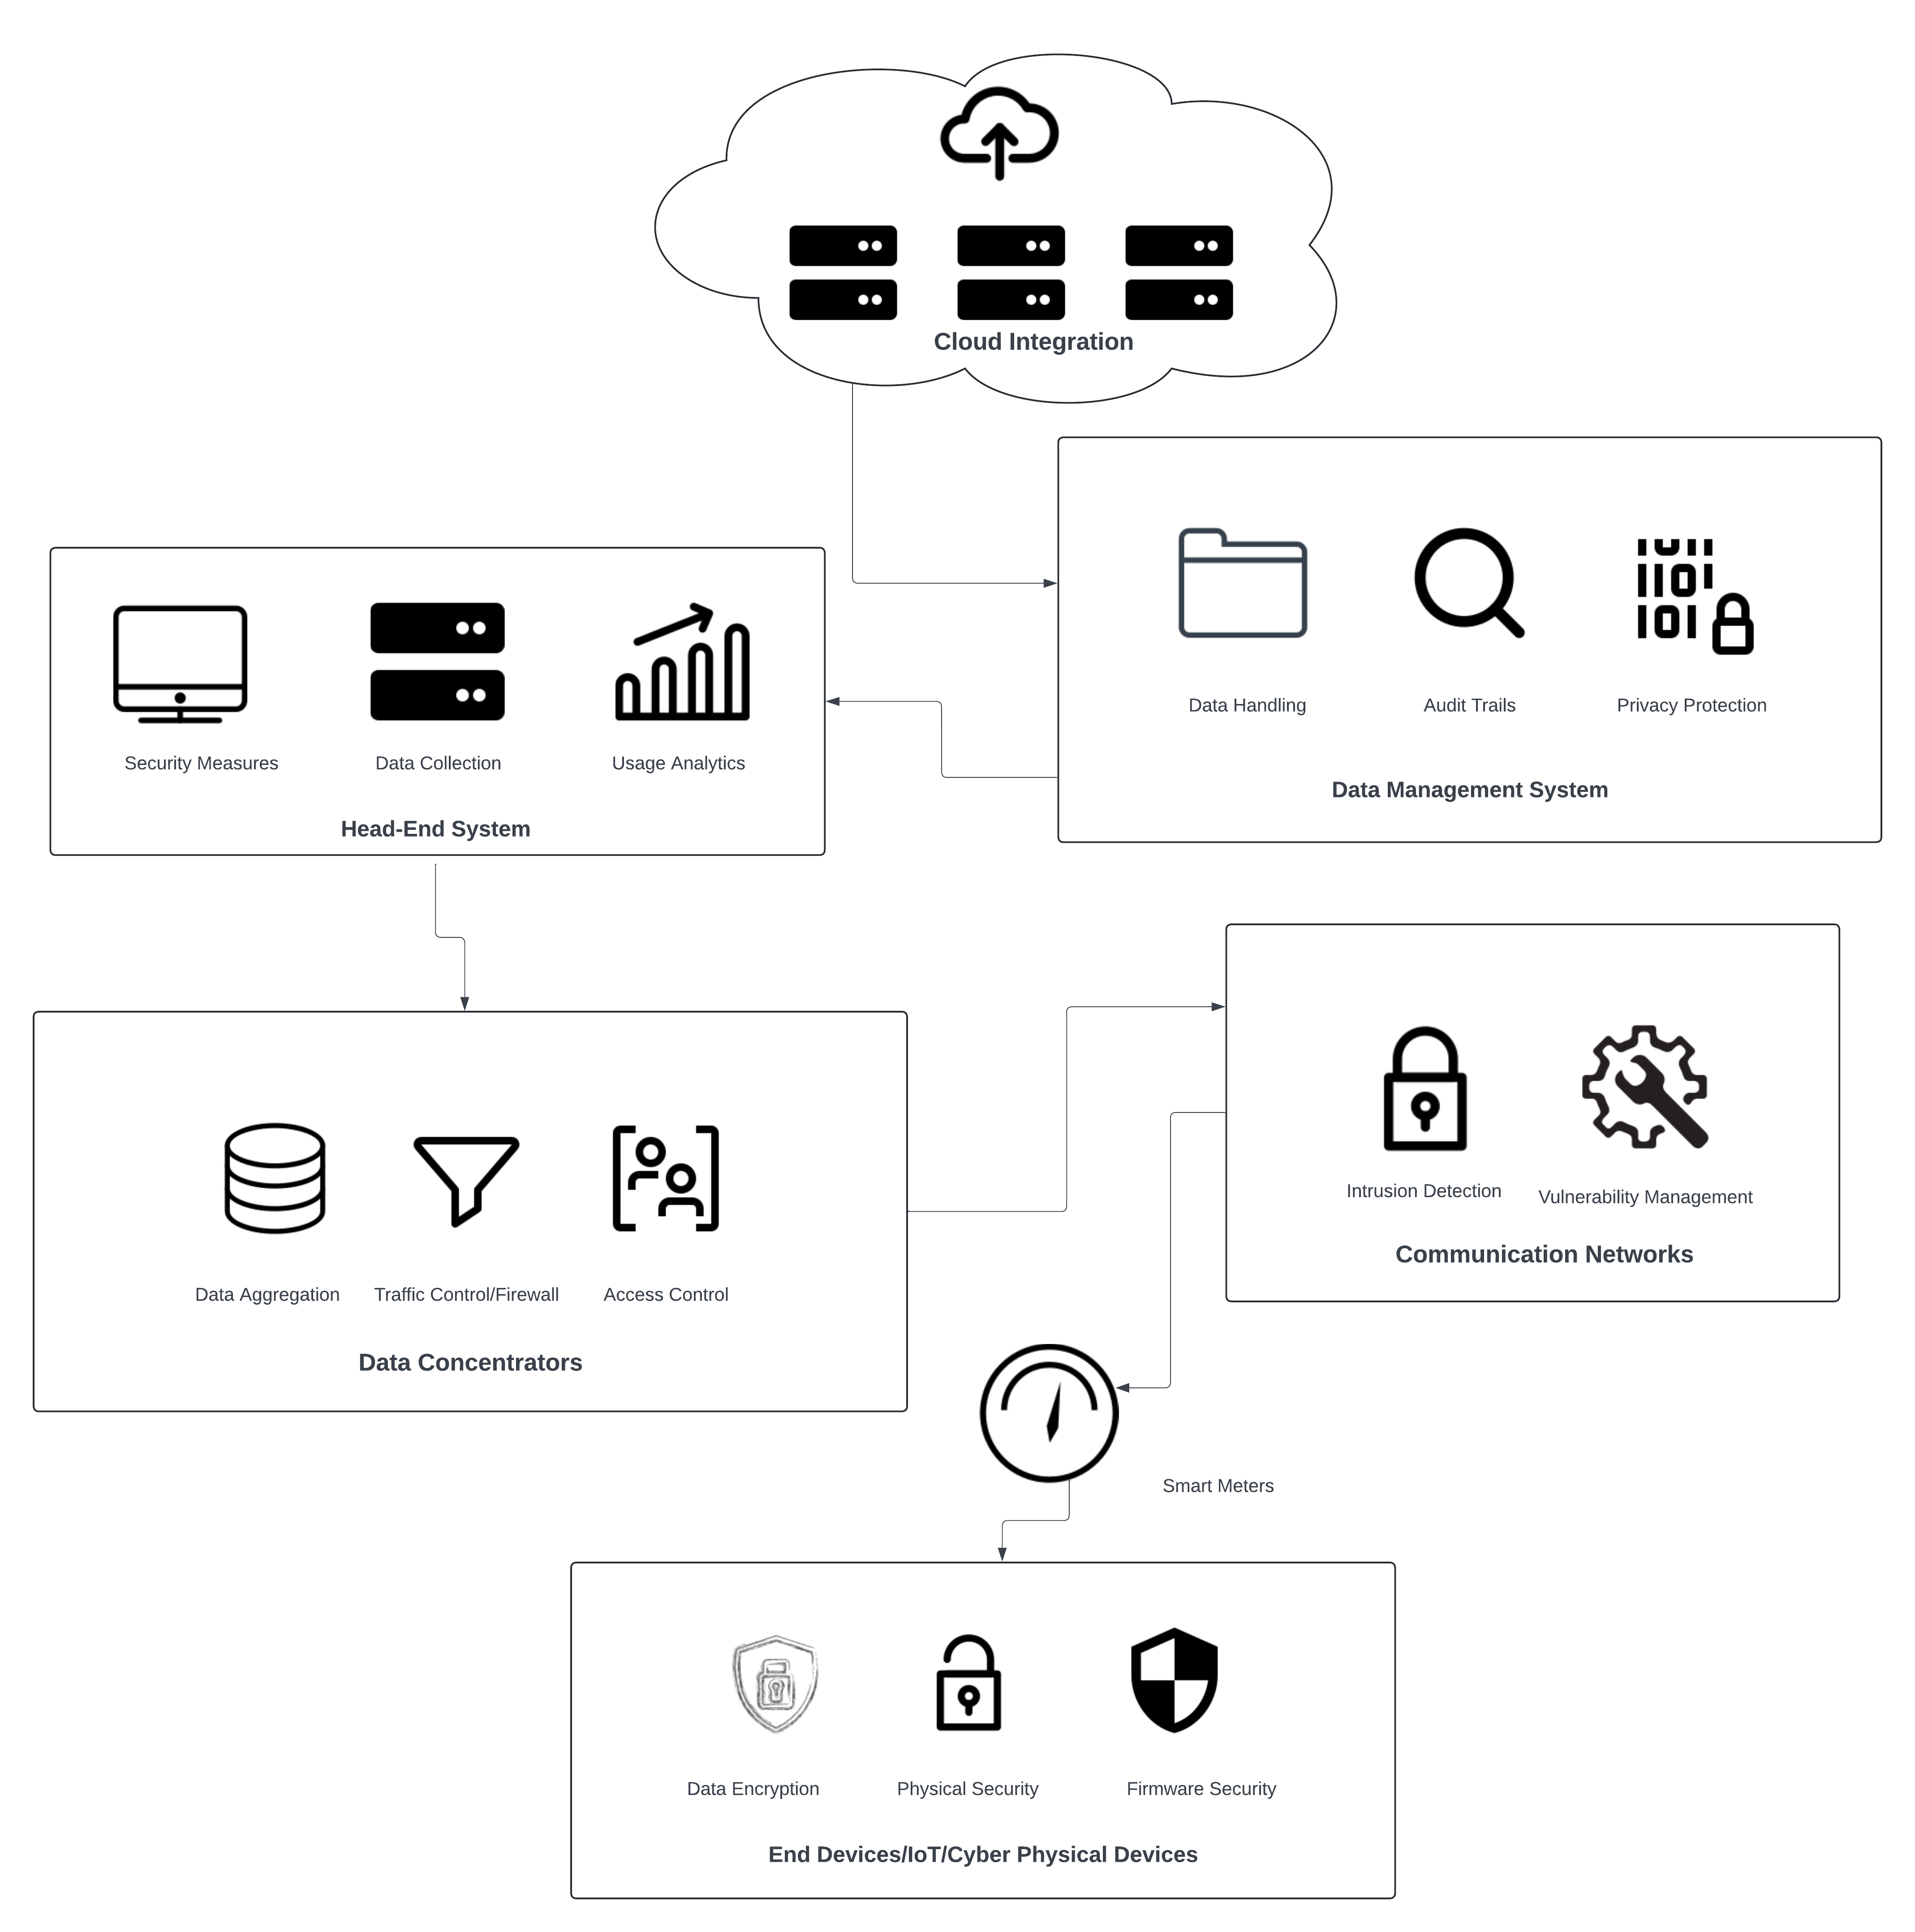 Cloud Integration
Data Handling
Audit Trails
Privacy Protection
Data Management System
Security Measures
Data Collection
Usage Analytics
Head-End System
Intrusion Detection
Vulnerability Management
Communication Networks
Data Aggregation
Traffic Control/Firewall
Access Control
Data Concentrators
Smart Meters
Data Encryption
Physical Security
Firmware Security
End Devices/IoT/Cyber Physical Devices